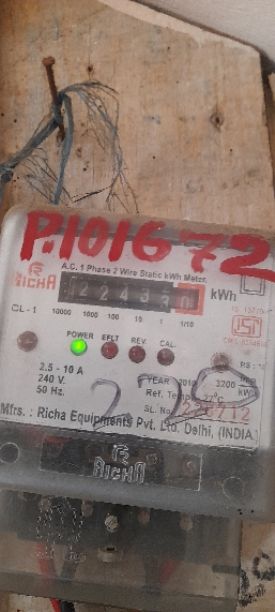 P.101672
RICHA
A.C. 1 Phase 2 Wire Static kWh Meter.
kWh
CL-1
10000 1000 100 10 1 1/10
POWER EFLT REV. CAL.
2.5 - 10 A
240 V.
50 Hz.
YEAR
3200
Ref. Temp. 27°C
SL. No.
Mfrs. : Richa Equipments Pvt. Ltd. Delhi, (INDIA)
RICHA